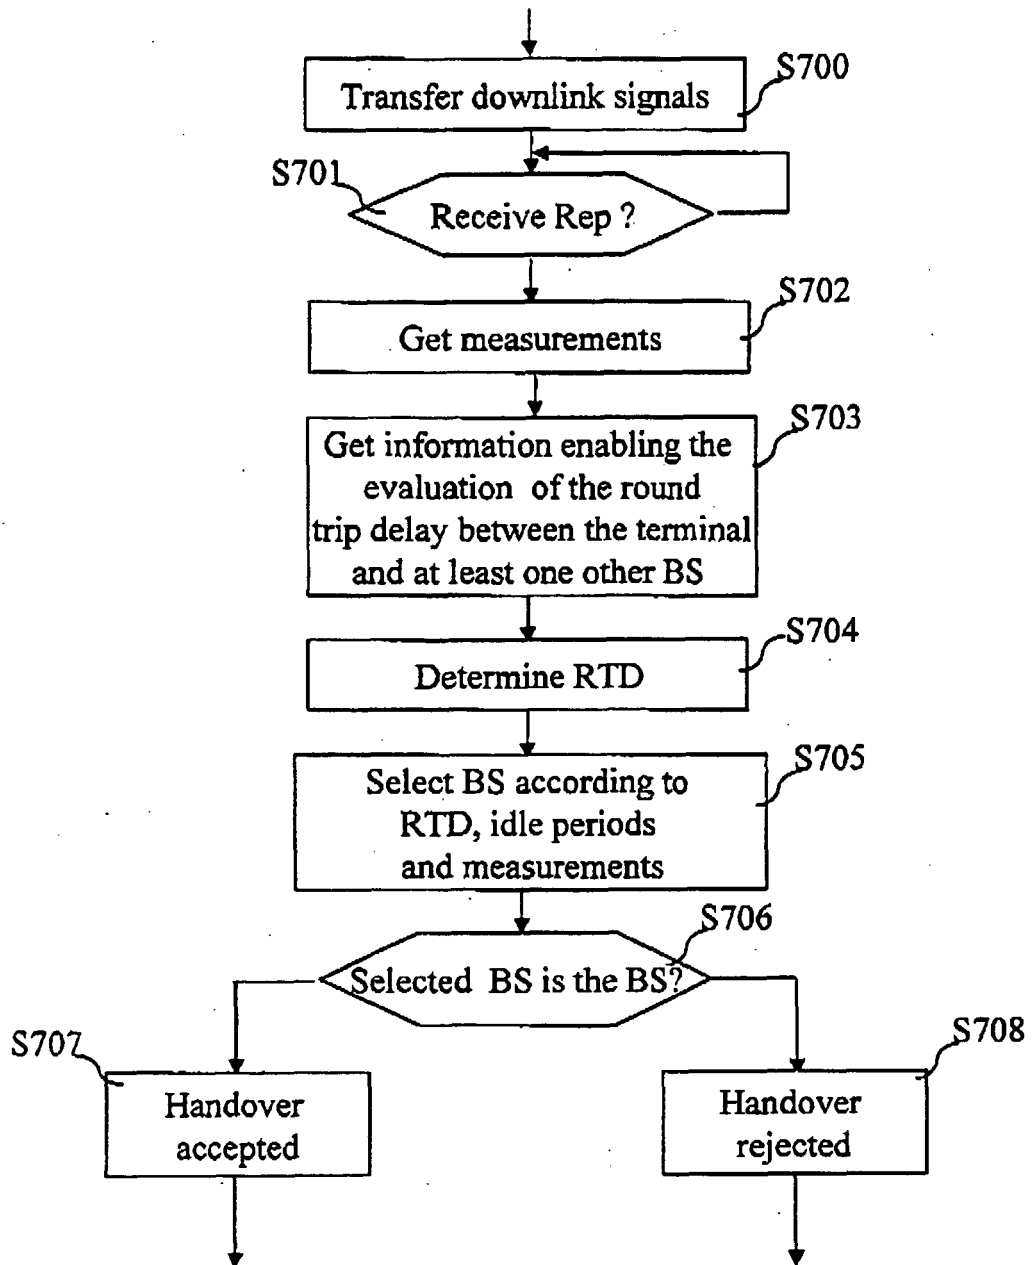 S700
Transfer downlink signals
S701
Receive Rep ?
S702
Get measurements
S703
Get information enabling the
evaluation of the round
trip delay between the terminal
and at least one other BS
S704
Determine RTD
S705
Select BS according to
RTD, idle periods
and measurements
S706
Selected BS is the BS?
S707
Handover
accepted
S708
Handover
rejected